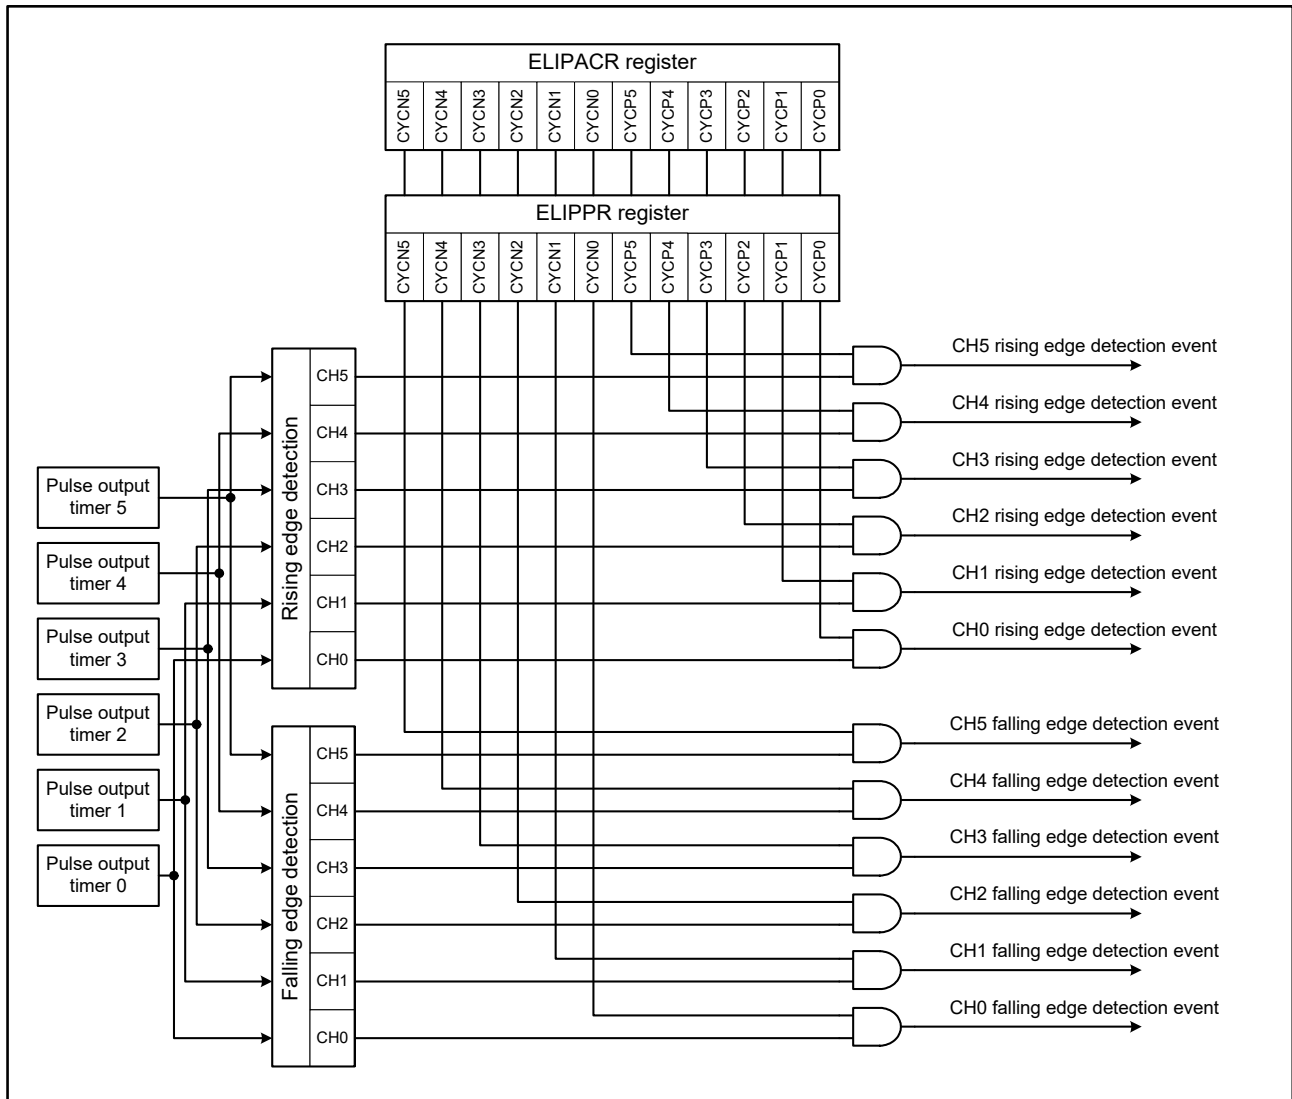 ELIPACR register
CYCN5
CYCN4
CYCN3
CYCN2
CYCN1
CYCN0
CYCP5
CYCP4
CYCP3
CYCP2
CYCP1
CYCP0
ELIPPR register
CYCN5
CYCN4
CYCN3
CYCN2
CYCN1
CYCN0
CYCP5
CYCP4
CYCP3
CYCP2
CYCP1
CYCP0
Pulse output
timer 5
Pulse output
timer 4
Pulse output
timer 3
Pulse output
timer 2
Pulse output
timer 1
Pulse output
timer 0
Rising edge detection
CH5
CH4
CH3
CH2
CH1
CH0
Falling edge detection
CH5
CH4
CH3
CH2
CH1
CH0
CH5 rising edge detection event
CH4 rising edge detection event
CH3 rising edge detection event
CH2 rising edge detection event
CH1 rising edge detection event
CH0 rising edge detection event
CH5 falling edge detection event
CH4 falling edge detection event
CH3 falling edge detection event
CH2 falling edge detection event
CH1 falling edge detection event
CH0 falling edge detection event